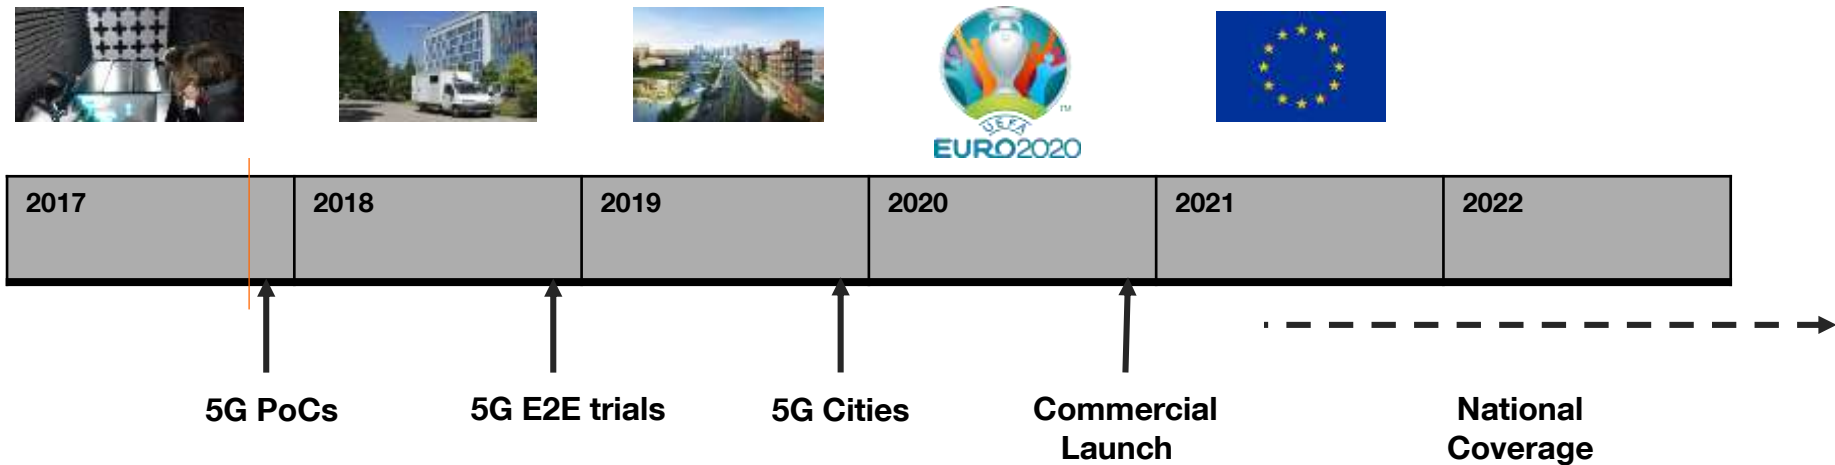 UEFA
™
EURO2020
2017
2018
2019
2020
2021
2022
5G PoCs
5G E2E trials
5G Cities
Commercial
Launch
National
Coverage